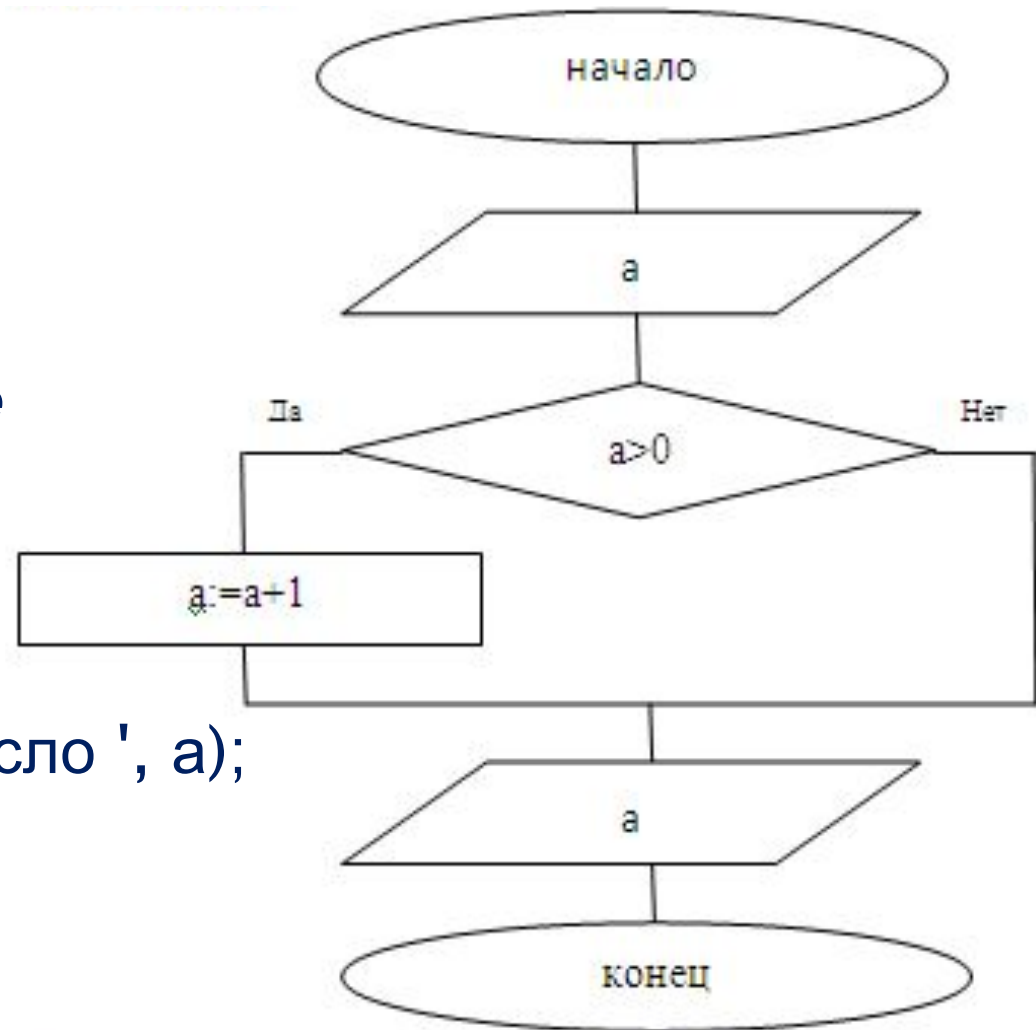 начало
a
Да
Нет
a>0
a:=a+1
сло ', а);
a
конец